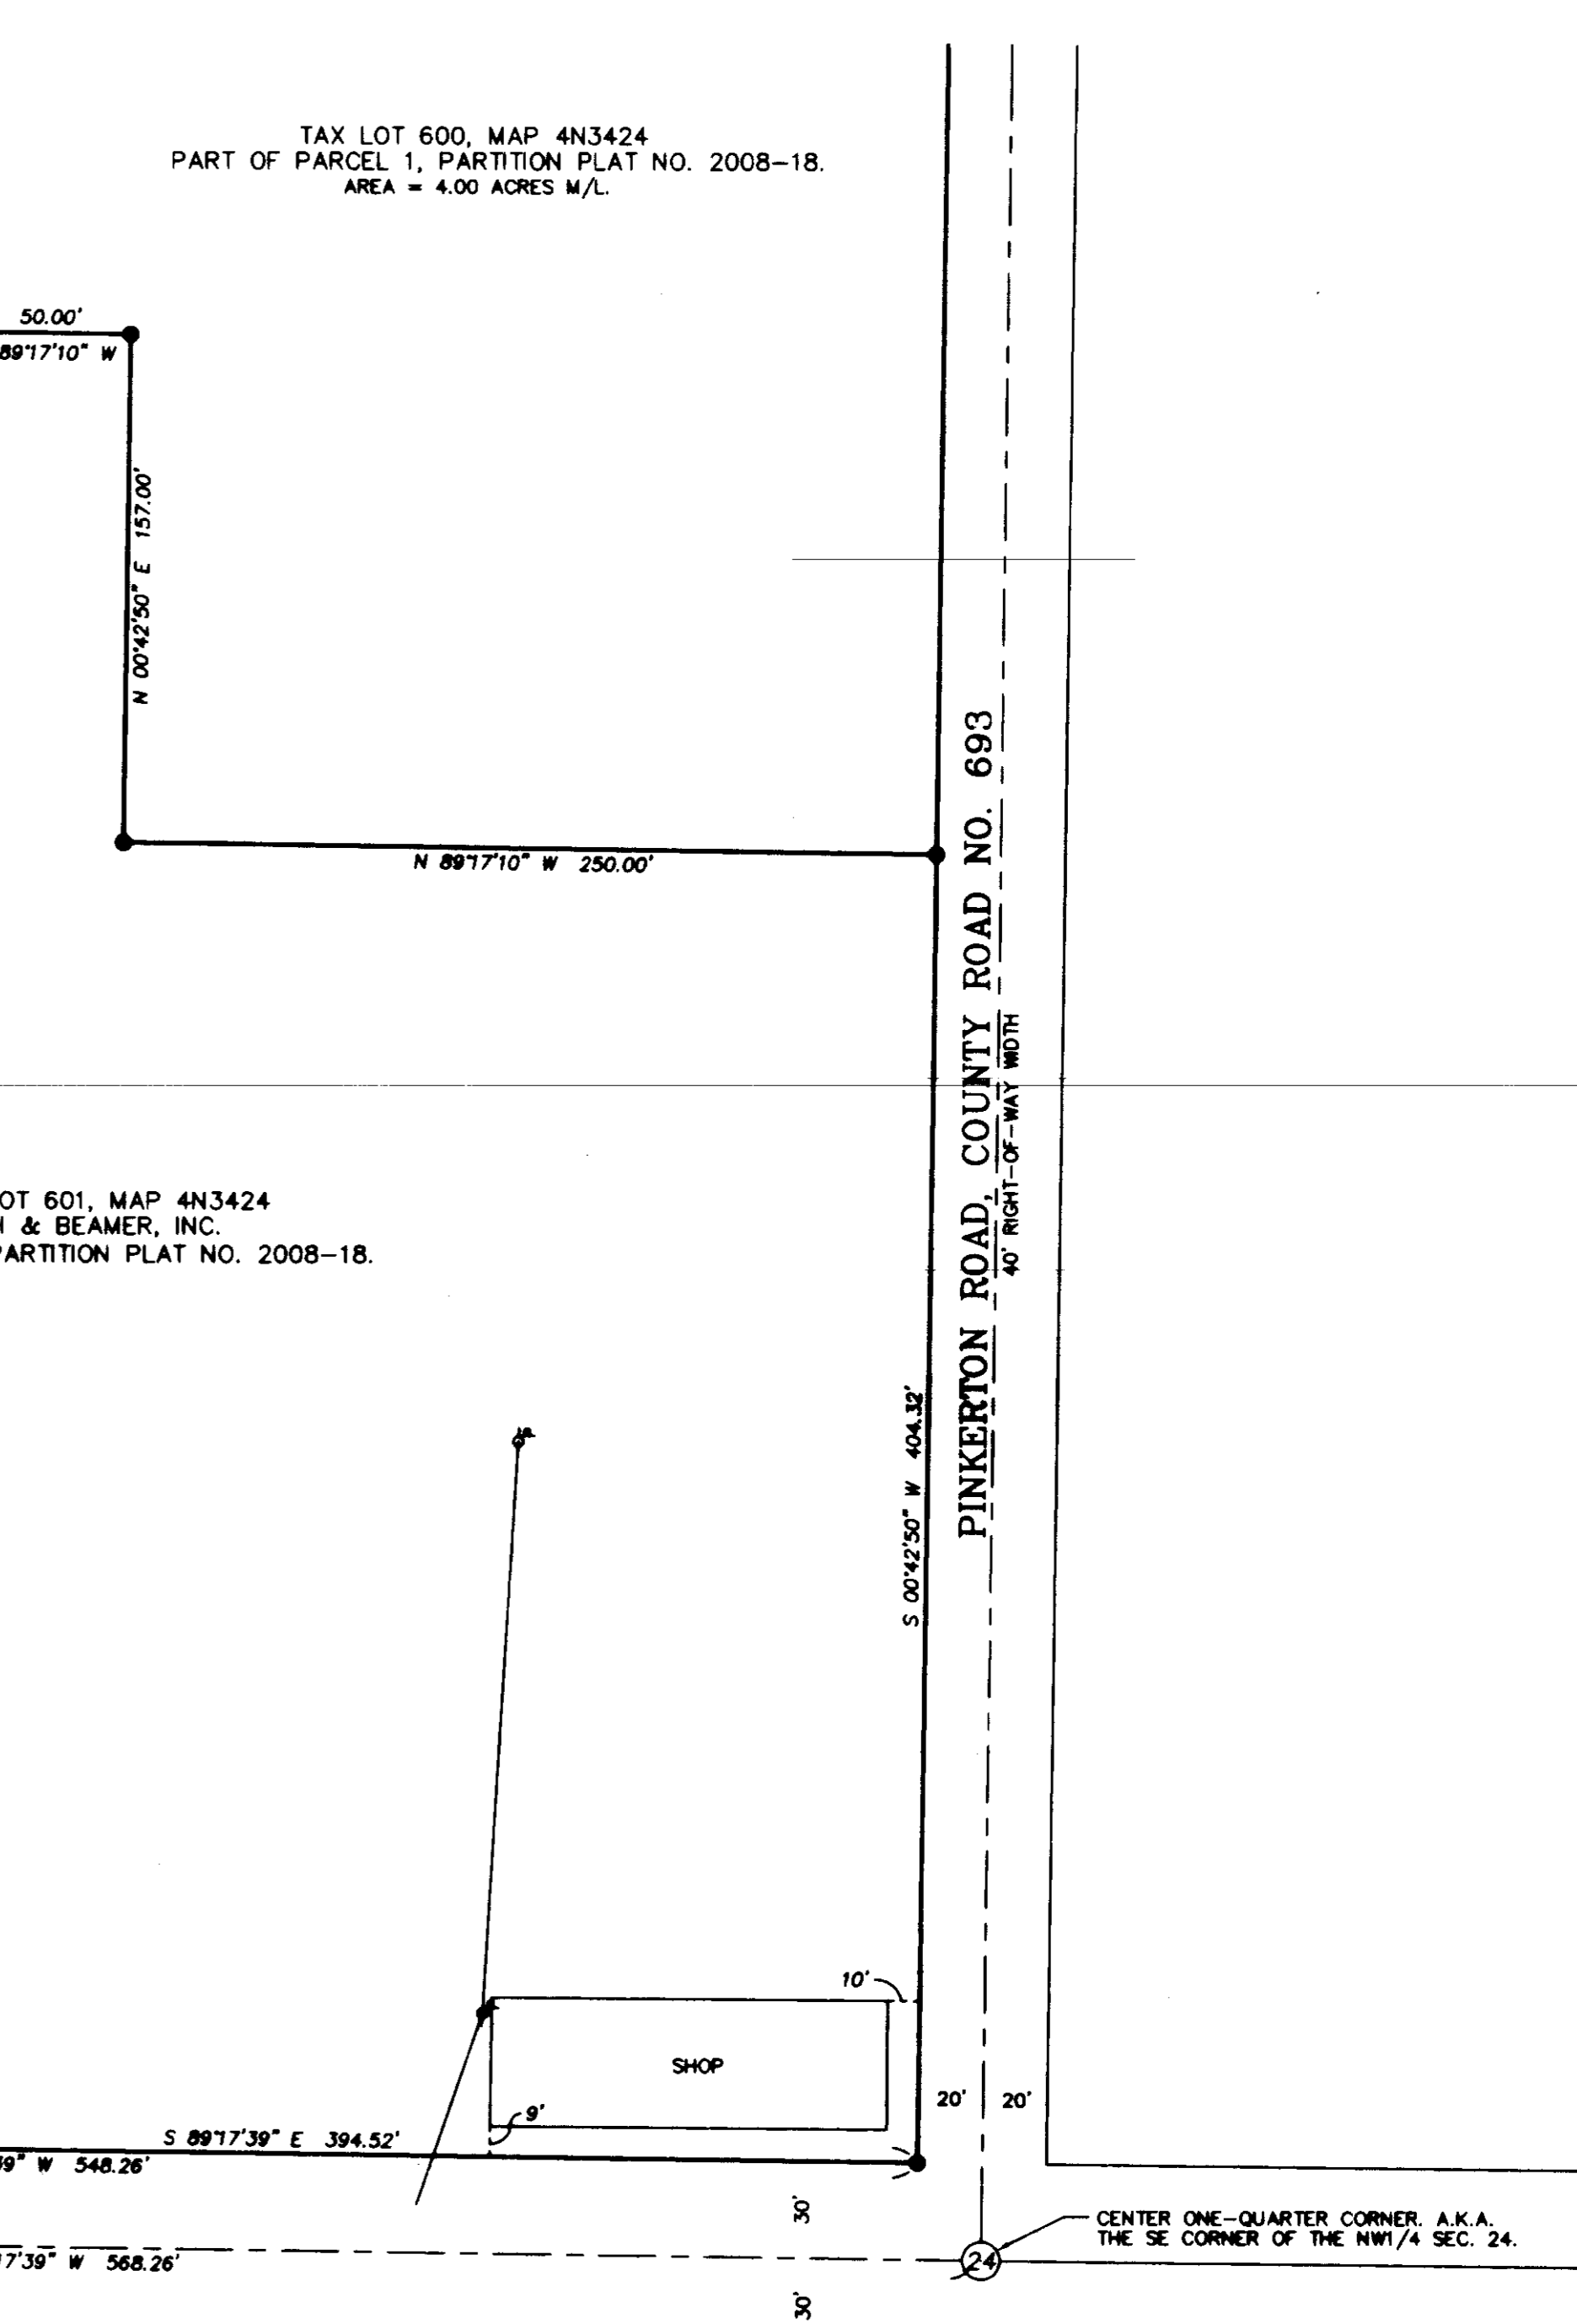 TAX LOT 600, MAP 4N3424
PART OF PARCEL 1, PARTITION PLAT NO. 2008-18.
AREA = 4.00 ACRES M/L.
50.00'
89°17'10" W
N 00°42'50" E 157.00'
N 89°17'10" W 250.00'
PINKERTON ROAD, COUNTY ROAD NO. 693
40' RIGHT-OF-WAY WIDTH
OT 601, MAP 4N3424
& BEAMER, INC.
PARTITION PLAT NO. 2008-18.
S 00°42'50" W 404.32'
10'
SHOP
20' 20'
9'
S 89°17'39" E 394.52'
39" W 548.26'
30'
CENTER ONE-QUARTER CORNER. A.K.A.
THE SE CORNER OF THE NW1/4 SEC. 24.
24
17'39" W 568.26'
30'